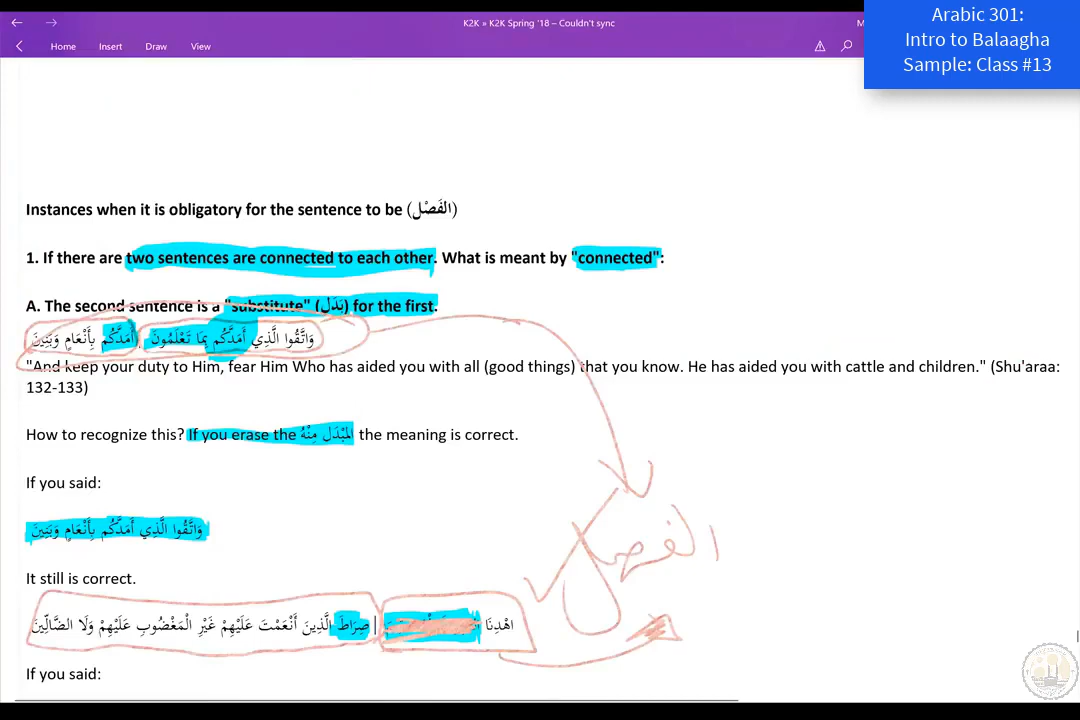 K2K » K2K Spring '18 – Couldn't sync
Arabic 301:
Intro to Balaagha
Sample: Class #13
Home Insert Draw View
Instances when it is obligatory for the sentence to be (الفَصْل)
1. If there are two sentences are connected to each other. What is meant by "connected":
A. The second sentence is a "substitute" (بَدَل) for the first.
وَاتَّقُوا الَّذِي أَمَدَّكُم بِمَا تَعْلَمُونَ | أَمَدَّكُم بِأَنْعَامٍ وَبَنِينَ
"And keep your duty to Him, fear Him Who has aided you with all (good things) that you know. He has aided you with cattle and children." (Shu'araa:
132-133)
How to recognize this? If you erase the المُبْدَل مِنْهُ the meaning is correct.
If you said:
وَاتَّقُوا الَّذِي أَمَدَّكُم بِأَنْعَامٍ وَبَنِينَ
الفصل
It still is correct.
اهْدِنَا | صِرَاطَ الَّذِينَ أَنْعَمْتَ عَلَيْهِمْ غَيْرِ الْمَغْضُوبِ عَلَيْهِمْ وَلَا الضَّالِّينَ
If you said: